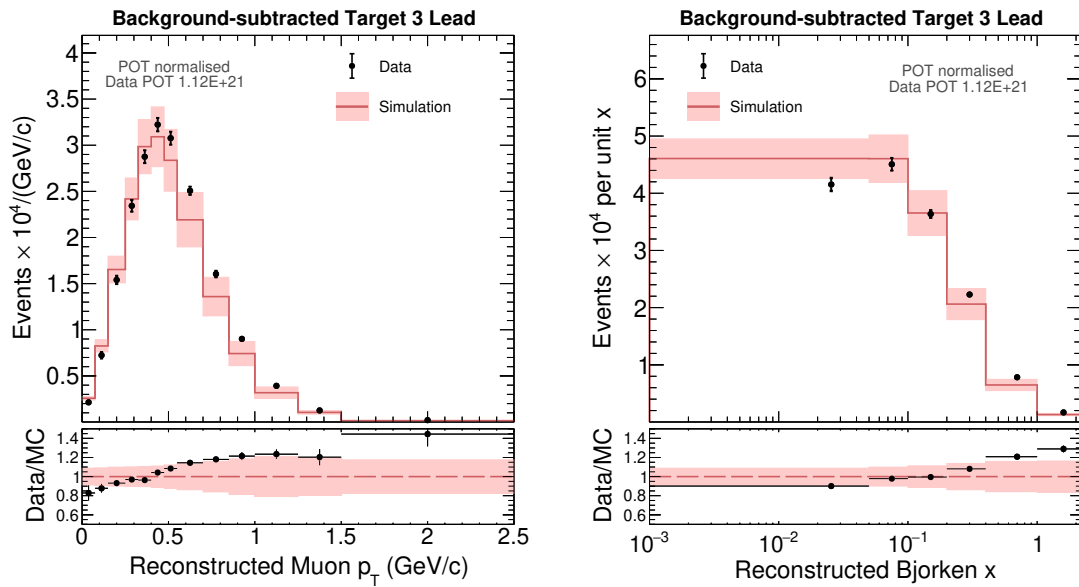 Background-subtracted Target 3 Lead
Events × 10⁴/(GeV/c)
4
3.5
3
2.5
2
1.5
1
0.5
POT normalised
Data POT 1.12E+21
Data
Simulation
Data/MC
1.4
1.2
1
0.8
0.6
0 0.5 1 1.5 2 2.5
Reconstructed Muon p_T (GeV/c)
Background-subtracted Target 3 Lead
Events × 10⁴ per unit x
6
5
4
3
2
1
Data
Simulation
POT normalised
Data POT 1.12E+21
Data/MC
1.4
1.2
1
0.8
0.6
10⁻³ 10⁻² 10⁻¹ 1
Reconstructed Bjorken x